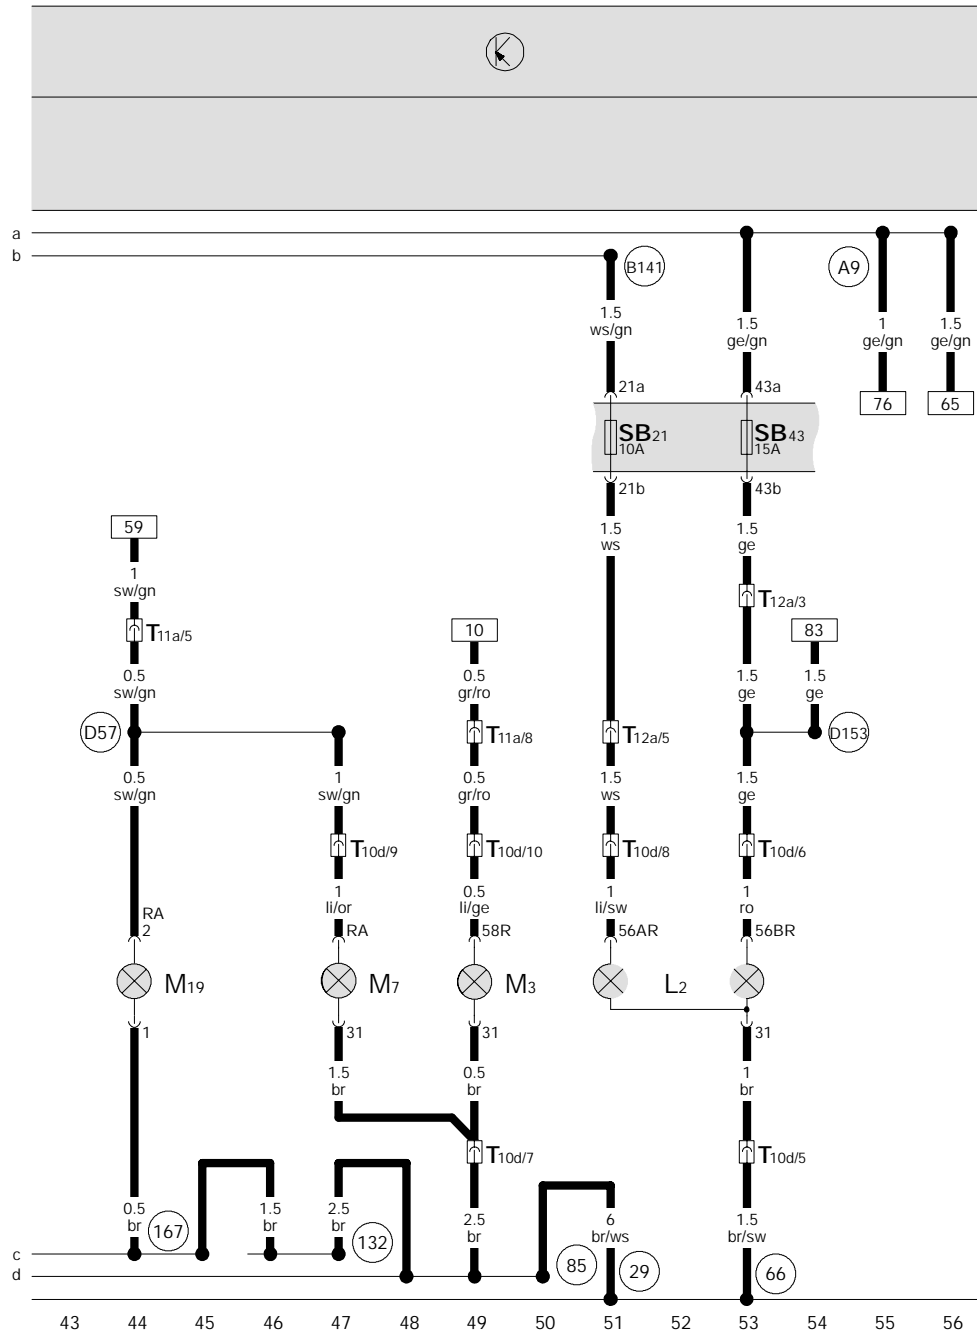 a
b
B141
A9
1.5
ws/gn
1.5
ge/gn
1
ge/gn
1.5
ge/gn
21a
43a
76
65
SB21
10A
SB43
15A
21b
43b
59
1.5
ws
1.5
ge
1
sw/gn
T12a/3
T11a/5
10
83
0.5
sw/gn
0.5
gr/ro
1.5
ge
1.5
ge
D57
T11a/8
T12a/5
D153
0.5
sw/gn
1
sw/gn
0.5
gr/ro
1.5
ws
1.5
ge
T10d/9
T10d/10
T10d/8
T10d/6
1
li/or
0.5
li/ge
1
li/sw
1
ro
RA
2
RA
58R
56AR
56BR
M19
M7
M3
L2
1
31
31
31
1.5
br
0.5
br
1
br
T10d/7
T10d/5
0.5
br
167
1.5
br
2.5
br
132
2.5
br
6
br/ws
1.5
br/sw
c
d
85
29
66
43 44 45 46 47 48 49 50 51 52 53 54 55 56